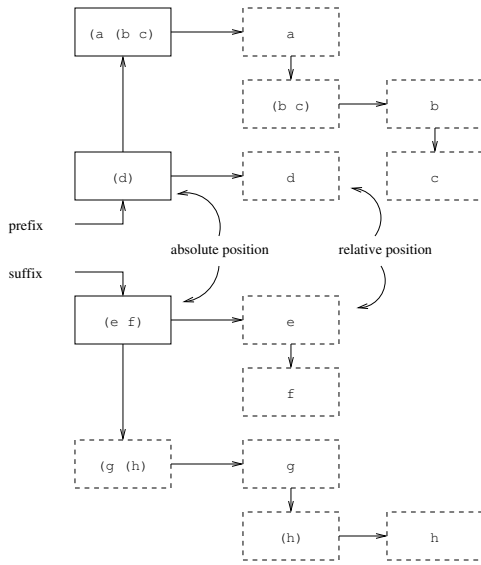 (a (b c)
a
(b c)
b
(d)
d
c
prefix
absolute position
relative position
suffix
(e f)
e
f
(g (h)
g
(h)
h